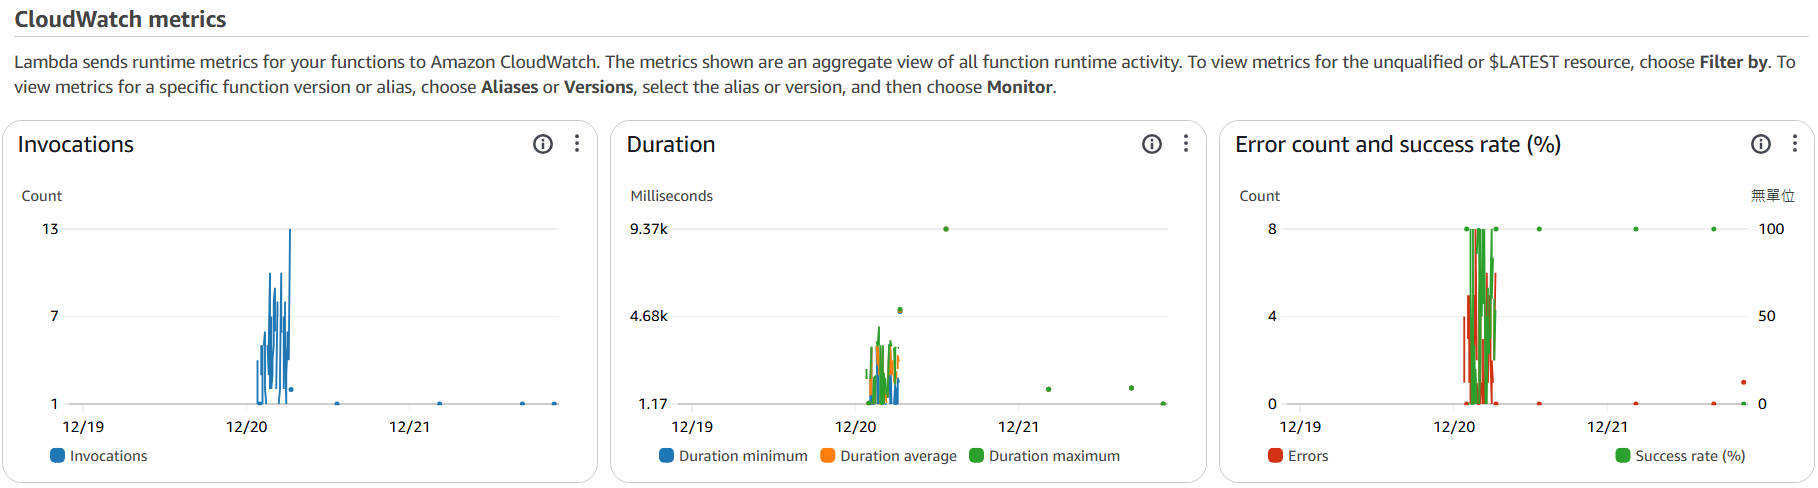 CloudWatch metrics
Lambda sends runtime metrics for your functions to Amazon CloudWatch. The metrics shown are an aggregate view of all function runtime activity. To view metrics for the unqualified or $LATEST resource, choose Filter by. To
view metrics for a specific function version or alias, choose Aliases or Versions, select the alias or version, and then choose Monitor.
Invocations
Count
13
7
1
12/19
12/20
12/21
Invocations
Duration
Milliseconds
9.37k
4.68k
1.17
12/19
12/20
12/21
Duration minimum
Duration average
Duration maximum
Error count and success rate (%)
Count
無單位
8
100
4
50
0
0
12/19
12/20
12/21
Errors
Success rate (%)